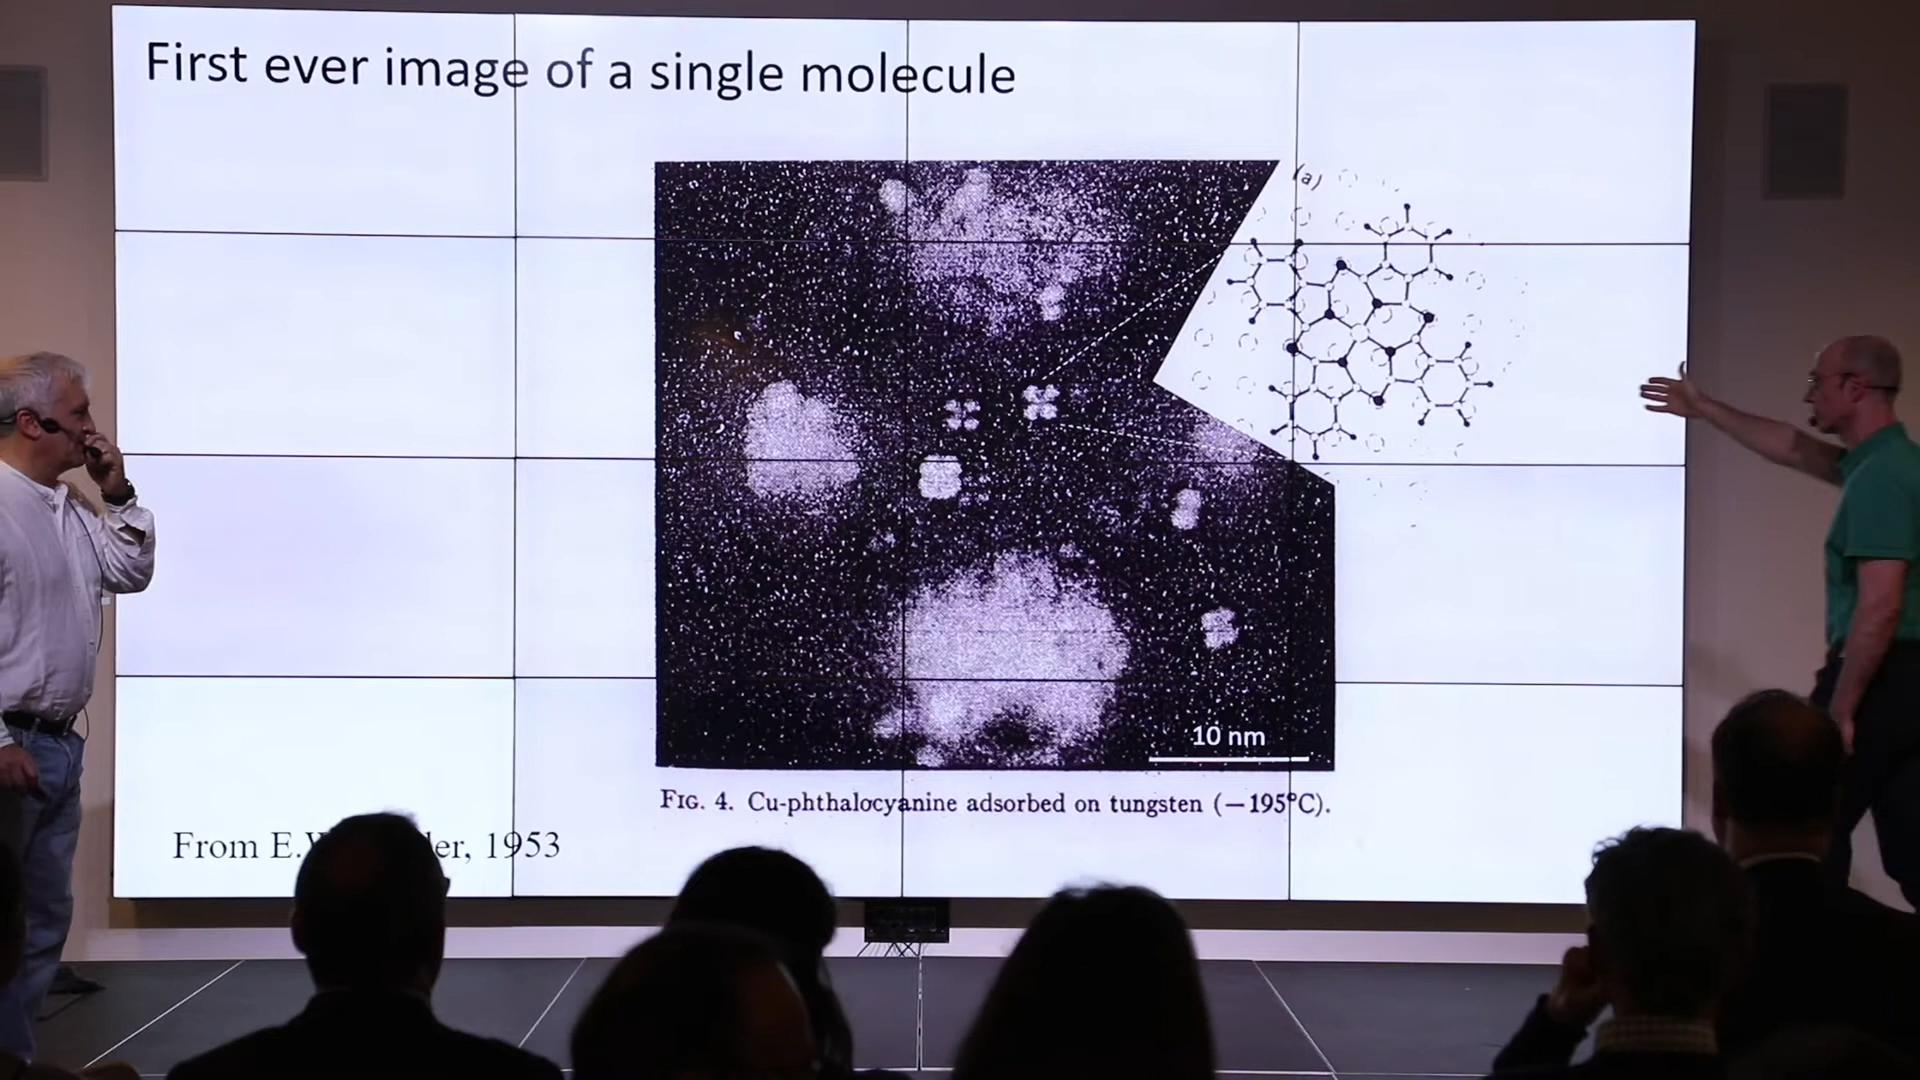 First ever image of a single molecule
(a)
10 nm
FIG. 4. Cu-phthalocyanine adsorbed on tungsten (—195°C).
From 1953